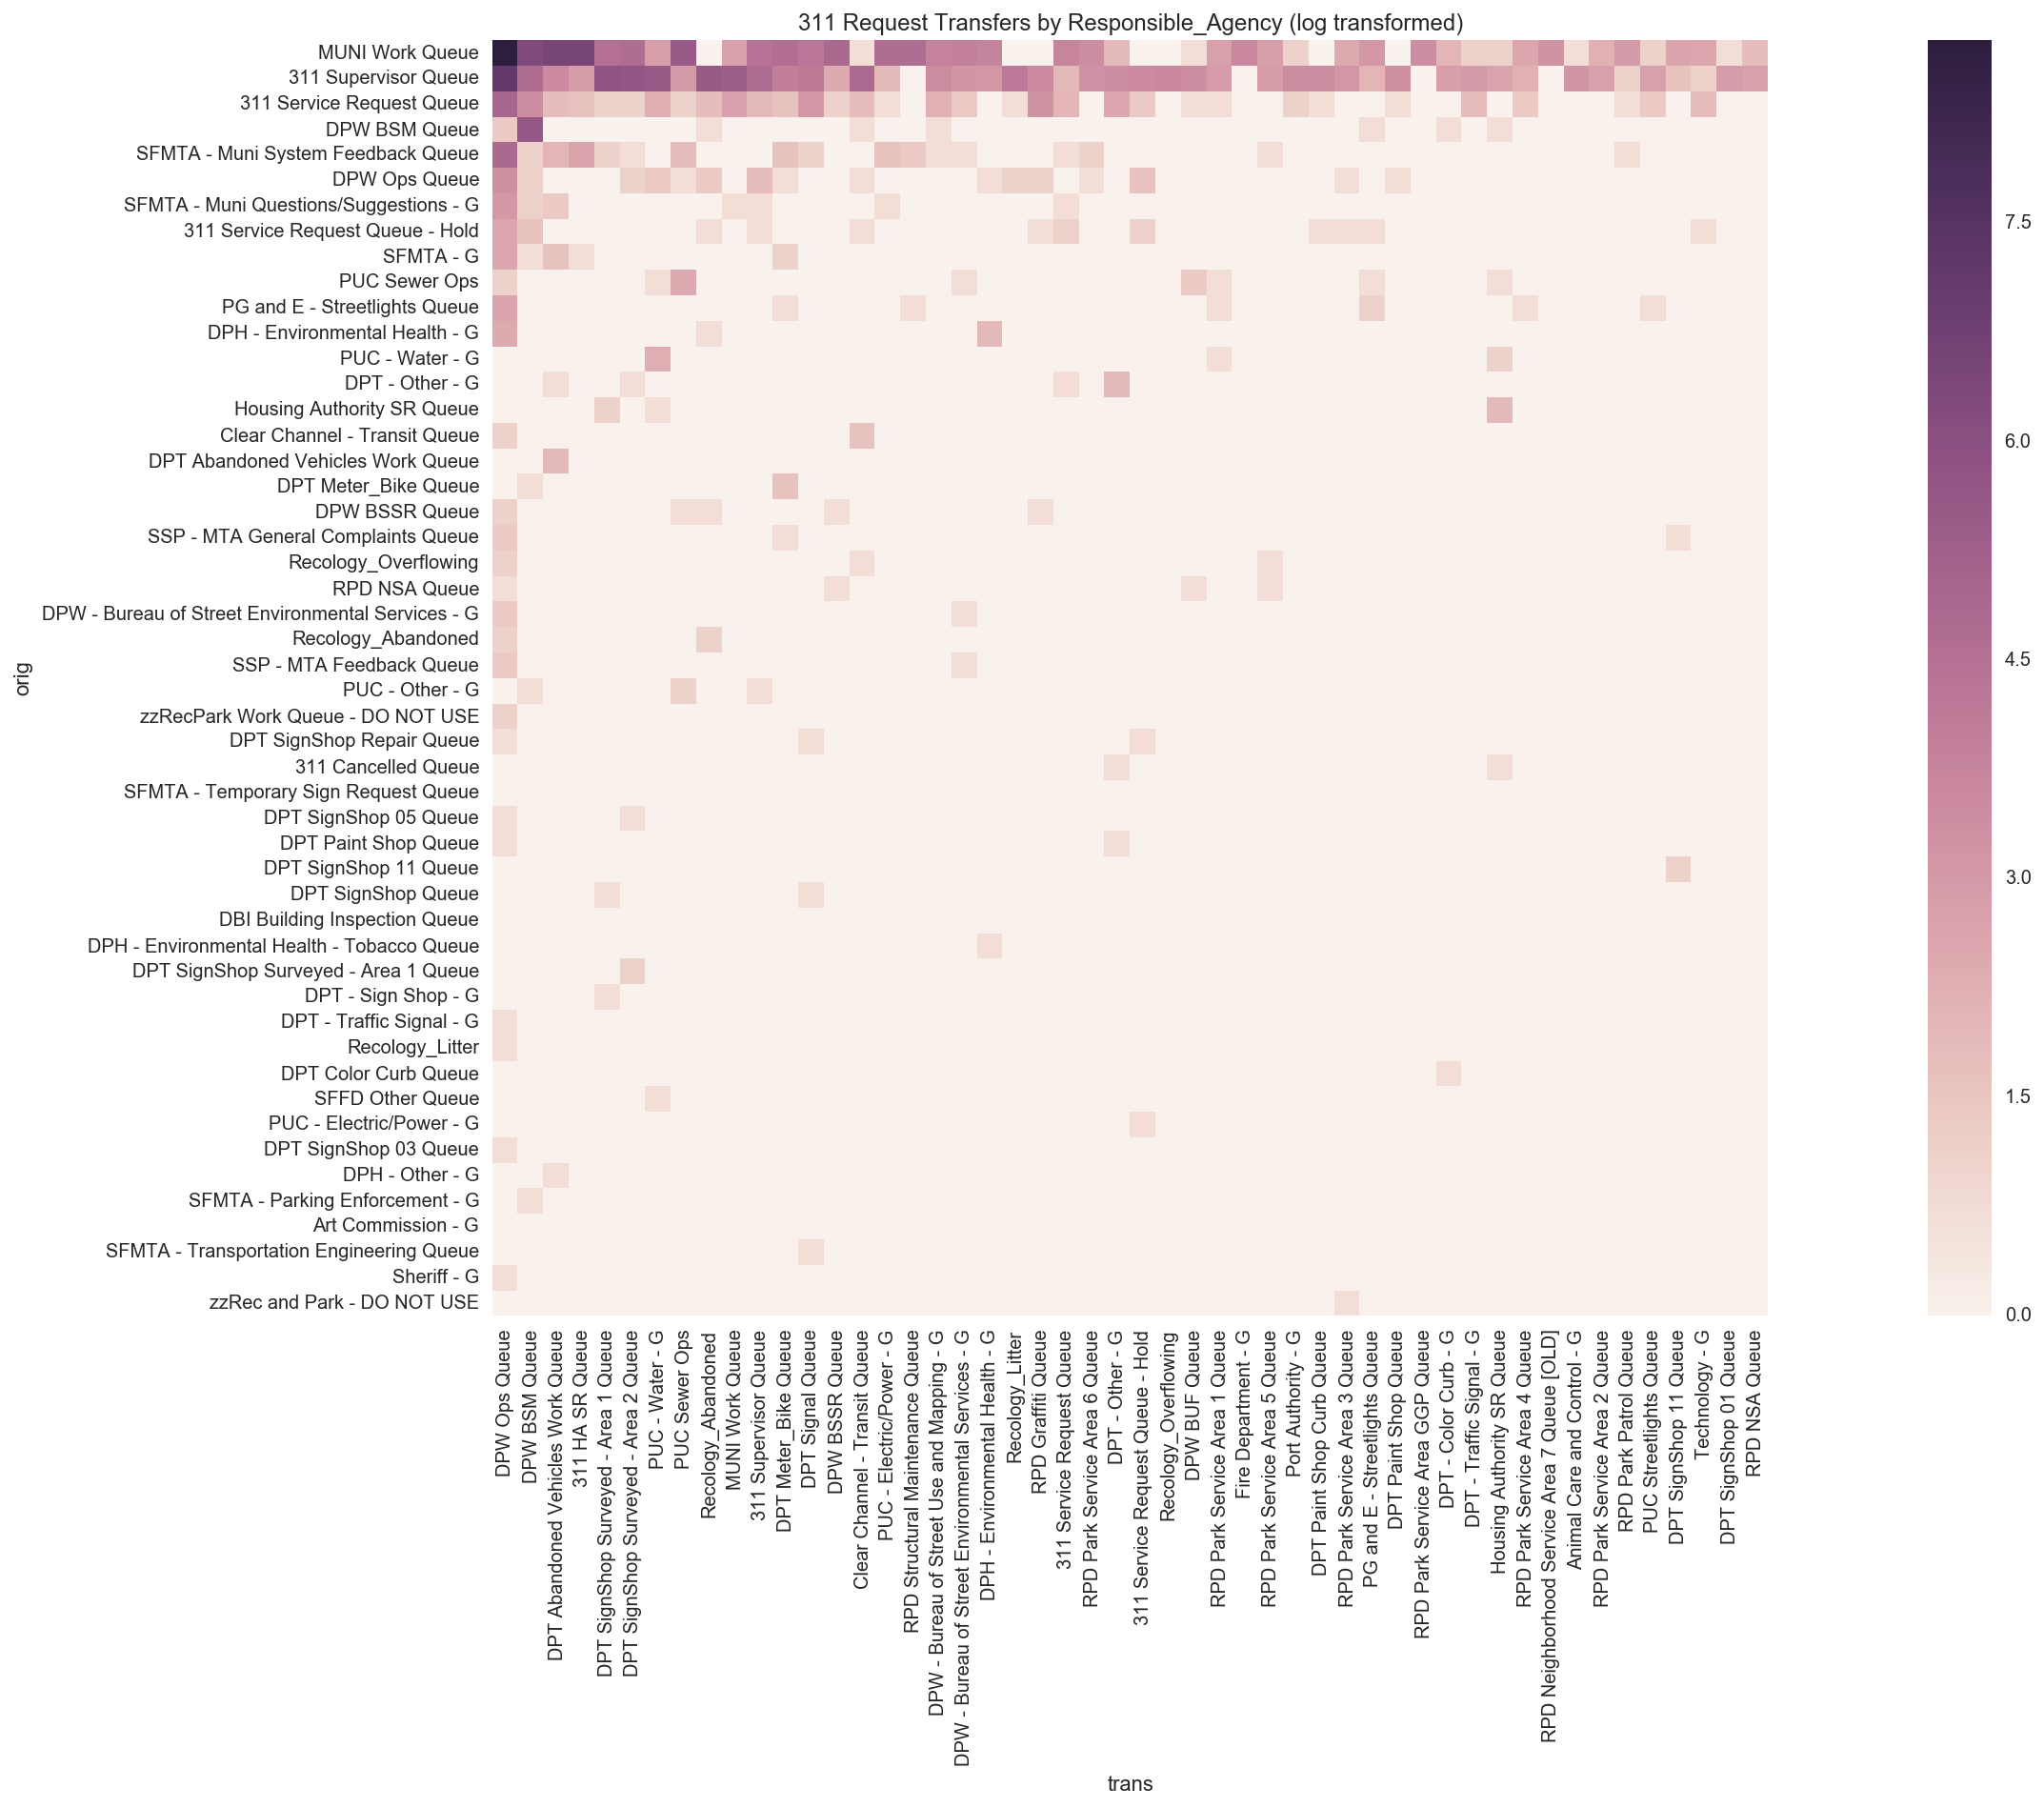 311 Request Transfers by Responsible_Agency (log transformed)
MUNI Work Queue
311 Supervisor Queue
311 Service Request Queue
DPW BSM Queue
SFMTA - Muni System Feedback Queue
DPW Ops Queue
SFMTA - Muni Questions/Suggestions - G
311 Service Request Queue - Hold
SFMTA - G
PUC Sewer Ops
PG and E - Streetlights Queue
DPH - Environmental Health - G
PUC - Water - G
DPT - Other - G
Housing Authority SR Queue
Clear Channel - Transit Queue
DPT Abandoned Vehicles Work Queue
DPT Meter_Bike Queue
DPW BSSR Queue
SSP - MTA General Complaints Queue
Recology_Overflowing
RPD NSA Queue
DPW - Bureau of Street Environmental Services - G
Recology_Abandoned
SSP - MTA Feedback Queue
PUC - Other - G
zzRecPark Work Queue - DO NOT USE
DPT SignShop Repair Queue
311 Cancelled Queue
SFMTA - Temporary Sign Request Queue
DPT SignShop 05 Queue
DPT Paint Shop Queue
DPT SignShop 11 Queue
DPT SignShop Queue
DBI Building Inspection Queue
DPH - Environmental Health - Tobacco Queue
DPT SignShop Surveyed - Area 1 Queue
DPT - Sign Shop - G
DPT - Traffic Signal - G
Recology_Litter
DPT Color Curb Queue
SFFD Other Queue
PUC - Electric/Power - G
DPT SignShop 03 Queue
DPH - Other - G
SFMTA - Parking Enforcement - G
Art Commission - G
SFMTA - Transportation Engineering Queue
Sheriff - G
zzRec and Park - DO NOT USE
orig
DPW Ops Queue
DPW BSM Queue
DPT Abandoned Vehicles Work Queue
311 HA SR Queue
DPT SignShop Surveyed - Area 1 Queue
DPT SignShop Surveyed - Area 2 Queue
PUC - Water - G
PUC Sewer Ops
Recology_Abandoned
MUNI Work Queue
311 Supervisor Queue
DPT Meter_Bike Queue
DPT Signal Queue
DPW BSSR Queue
Clear Channel - Transit Queue
PUC - Electric/Power - G
RPD Structural Maintenance Queue
DPW - Bureau of Street Use and Mapping - G
DPW - Bureau of Street Environmental Services - G
DPH - Environmental Health - G
Recology_Litter
RPD Graffiti Queue
311 Service Request Queue
RPD Park Service Area 6 Queue
DPT - Other - G
311 Service Request Queue - Hold
Recology_Overflowing
DPW BUF Queue
RPD Park Service Area 1 Queue
Fire Department - G
RPD Park Service Area 5 Queue
Port Authority - G
DPT Paint Shop Curb Queue
RPD Park Service Area 3 Queue
PG and E - Streetlights Queue
DPT Paint Shop Queue
RPD Park Service Area GGP Queue
DPT - Color Curb - G
DPT - Traffic Signal - G
Housing Authority SR Queue
RPD Park Service Area 4 Queue
RPD Neighborhood Service Area 7 Queue [OLD]
Animal Care and Control - G
RPD Park Service Area 2 Queue
RPD Park Patrol Queue
PUC Streetlights Queue
DPT SignShop 11 Queue
Technology - G
DPT SignShop 01 Queue
RPD NSA Queue
trans
7.5
6.0
4.5
3.0
1.5
0.0